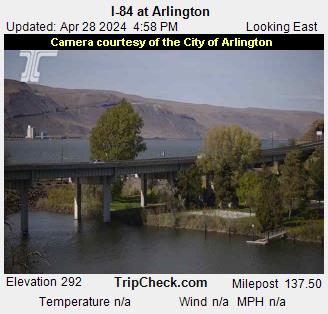 I-84 at Arlington
Updated: Apr 28 2024 4:58 PM Looking East
Camera courtesy of the City of Arlington
Elevation 292 TripCheck.com Milepost 137.50
Temperature n/a Wind n/a MPH n/a